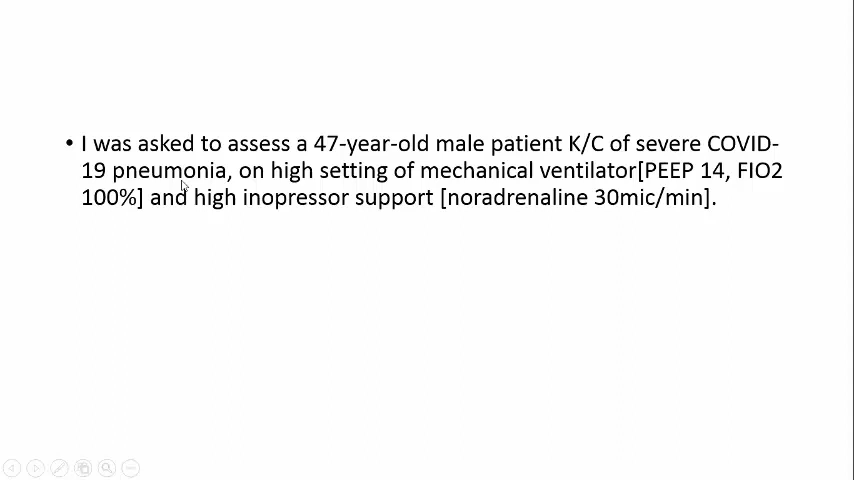 • I was asked to assess a 47-year-old male patient K/C of severe COVID-
19 pneumonia, on high setting of mechanical ventilator[PEEP 14, FIO2
100%] and high inopressor support [noradrenaline 30mic/min].